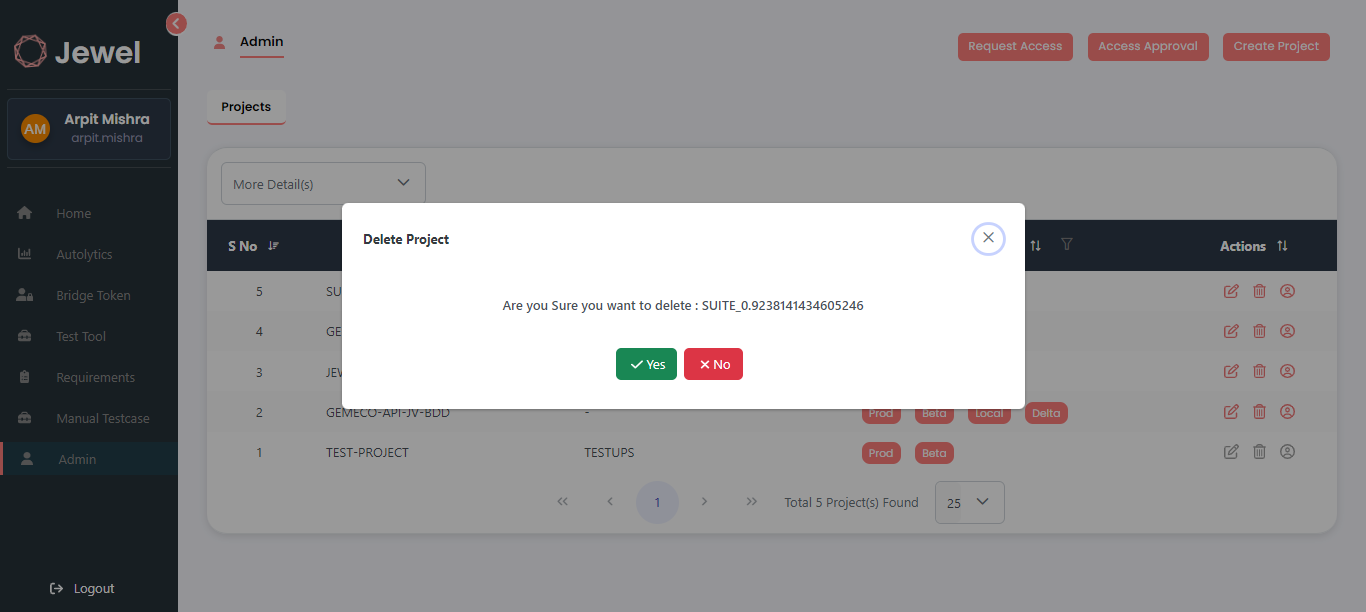 Jewel
AM
Arpit Mishra
arpit.mishra
Home
Autolytics
Bridge Token
Test Tool
Requirements
Manual Testcase
Admin
Logout
Admin
Request Access
Access Approval
Create Project
Projects
More Detail(s)
S No
Actions
Delete Project
Are you Sure you want to delete : SUITE_0.9238141434605246
Yes No
5 SU
4 GE
3 JEW
2 GEMECO-API-JV-BDD - Prod Beta Local Delta
1 TEST-PROJECT TESTUPS Prod Beta
1 Total 5 Project(s) Found 25